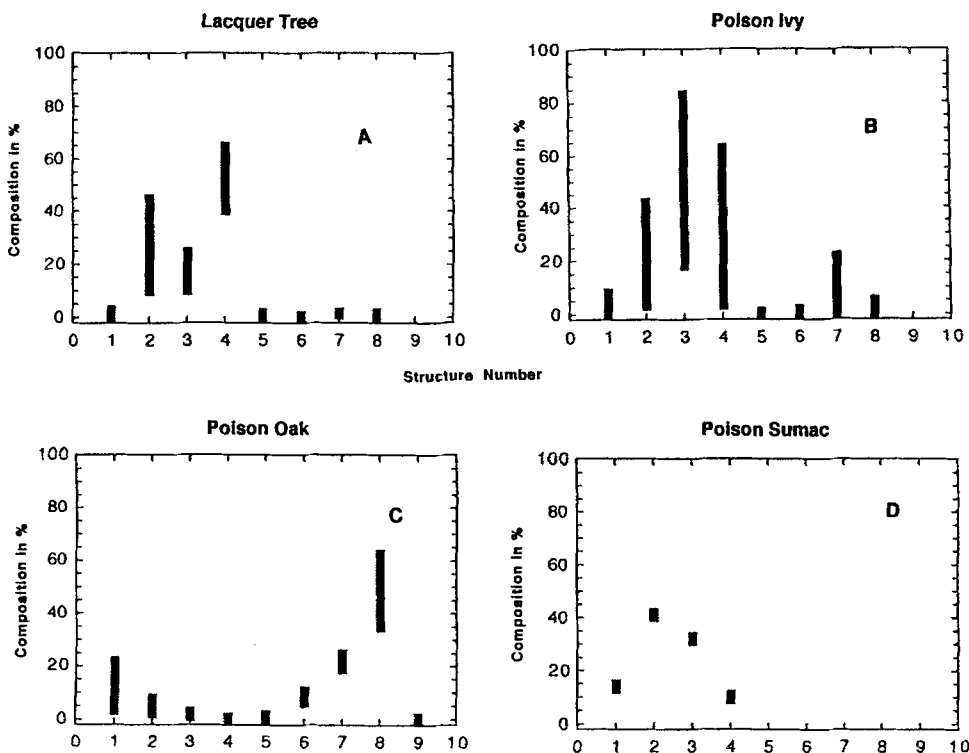 Lacquer Tree
Poison Ivy
100
80
60
40
20
0
Composition in %
A
0 1 2 3 4 5 6 7 8 10
100
80
60
40
20
0
Composition in %
B
0 1 2 3 4 5 6 7 8 10
Structure Number
Poison Oak
Poison Sumac
100
80
60
40
20
0
Composition in %
C
0 1 2 3 4 5 6 7 8 9 10
100
80
60
40
20
0
Composition in %
D
0 1 2 3 4 5 6 7 8 9 10